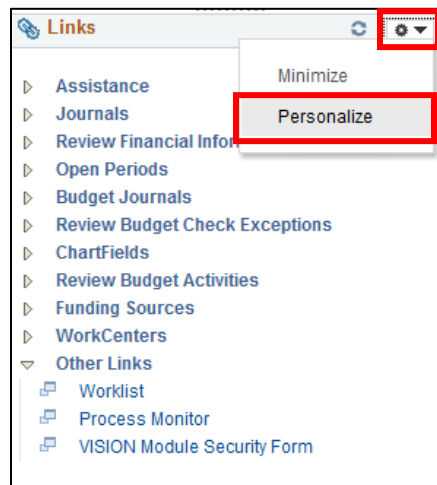 Links
Minimize
Personalize
Assistance
Journals
Review Financial Infor
Open Periods
Budget Journals
Review Budget Check Exceptions
ChartFields
Review Budget Activities
Funding Sources
WorkCenters
Other Links
Worklist
Process Monitor
VISION Module Security Form